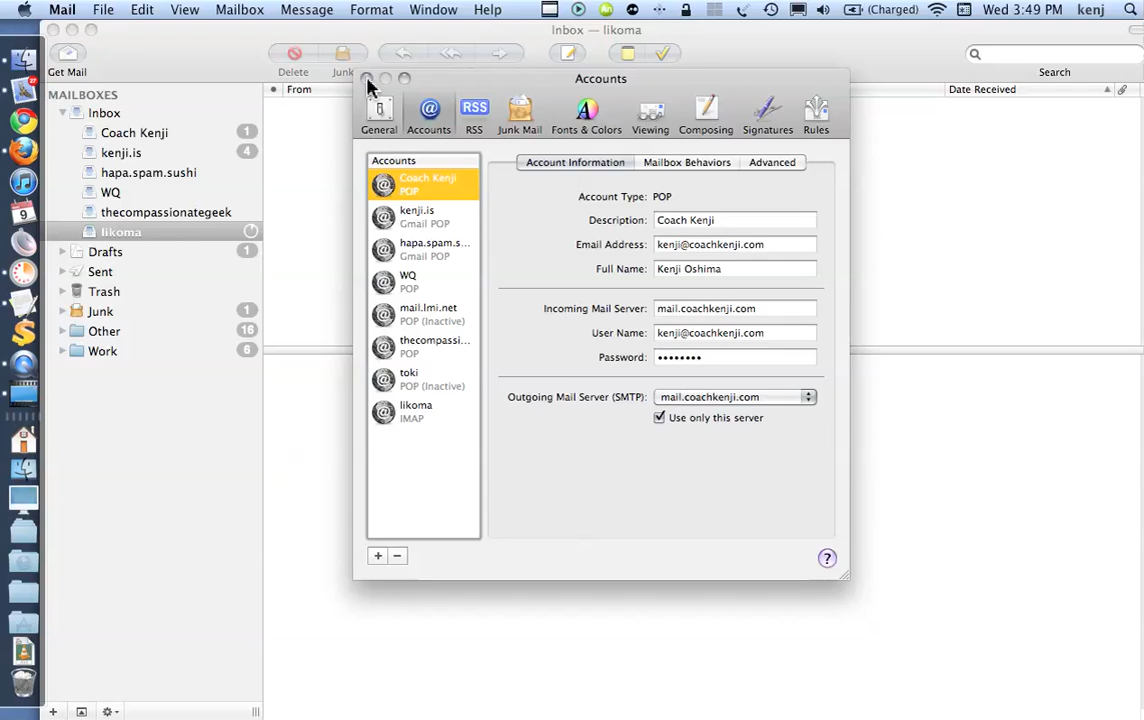 Mail File Edit View Mailbox Message Format Window Help (Charged) Wed 3:49 PM kenj
Inbox — likoma
Get Mail Delete Junk Search
MAILBOXES
Inbox
Coach Kenji 1
kenji.is 4
hapa.spam.sushi
WQ
thecompassionategeek
likoma
Drafts 1
Sent
Trash
Junk 2
Other 16
Work 6
From Date Received
Accounts
General Accounts RSS Junk Mail Fonts & Colors Viewing Composing Signatures Rules
Accounts
Coach Kenji
POP
kenji.is
Gmail POP
hapa.spam.s...
Gmail POP
WQ
POP
mail.lmi.net
POP (Inactive)
thecompassi...
POP
toki
POP (Inactive)
likoma
IMAP
Account Information Mailbox Behaviors Advanced
Account Type: POP
Description: Coach Kenji
Email Address: kenji@coachkenji.com
Full Name: Kenji Oshima
Incoming Mail Server: mail.coachkenji.com
User Name: kenji@coachkenji.com
Password: ••••••••
Outgoing Mail Server (SMTP): mail.coachkenji.com
Use only this server
+ − ?